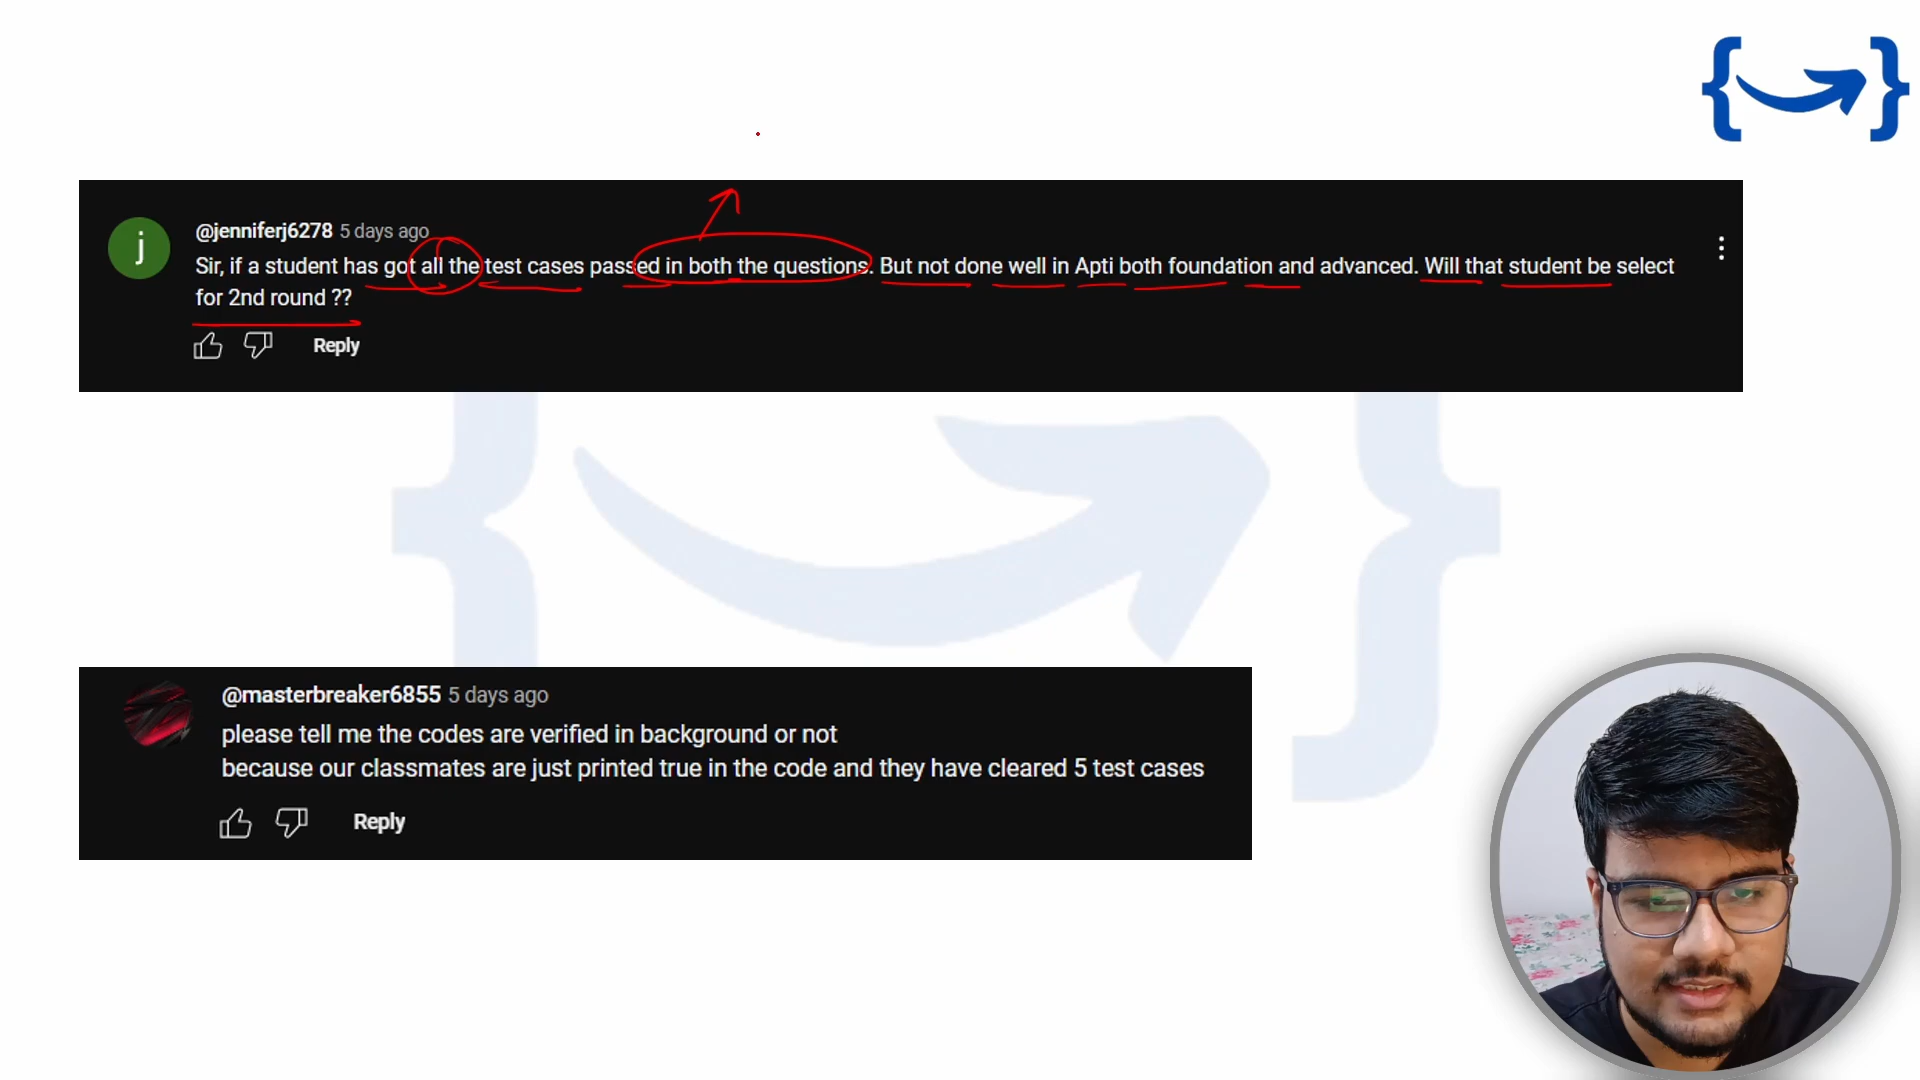 @jenniferj6278 5 days ago
Sir, if a student has got all the test cases passed in both the questions. But not done well in Apti both foundation and advanced. Will that student be select
for 2nd round ??
Reply
@masterbreaker6855 5 days ago
please tell me the codes are verified in background or not
because our classmates are just printed true in the code and they have cleared 5 test cases
Reply